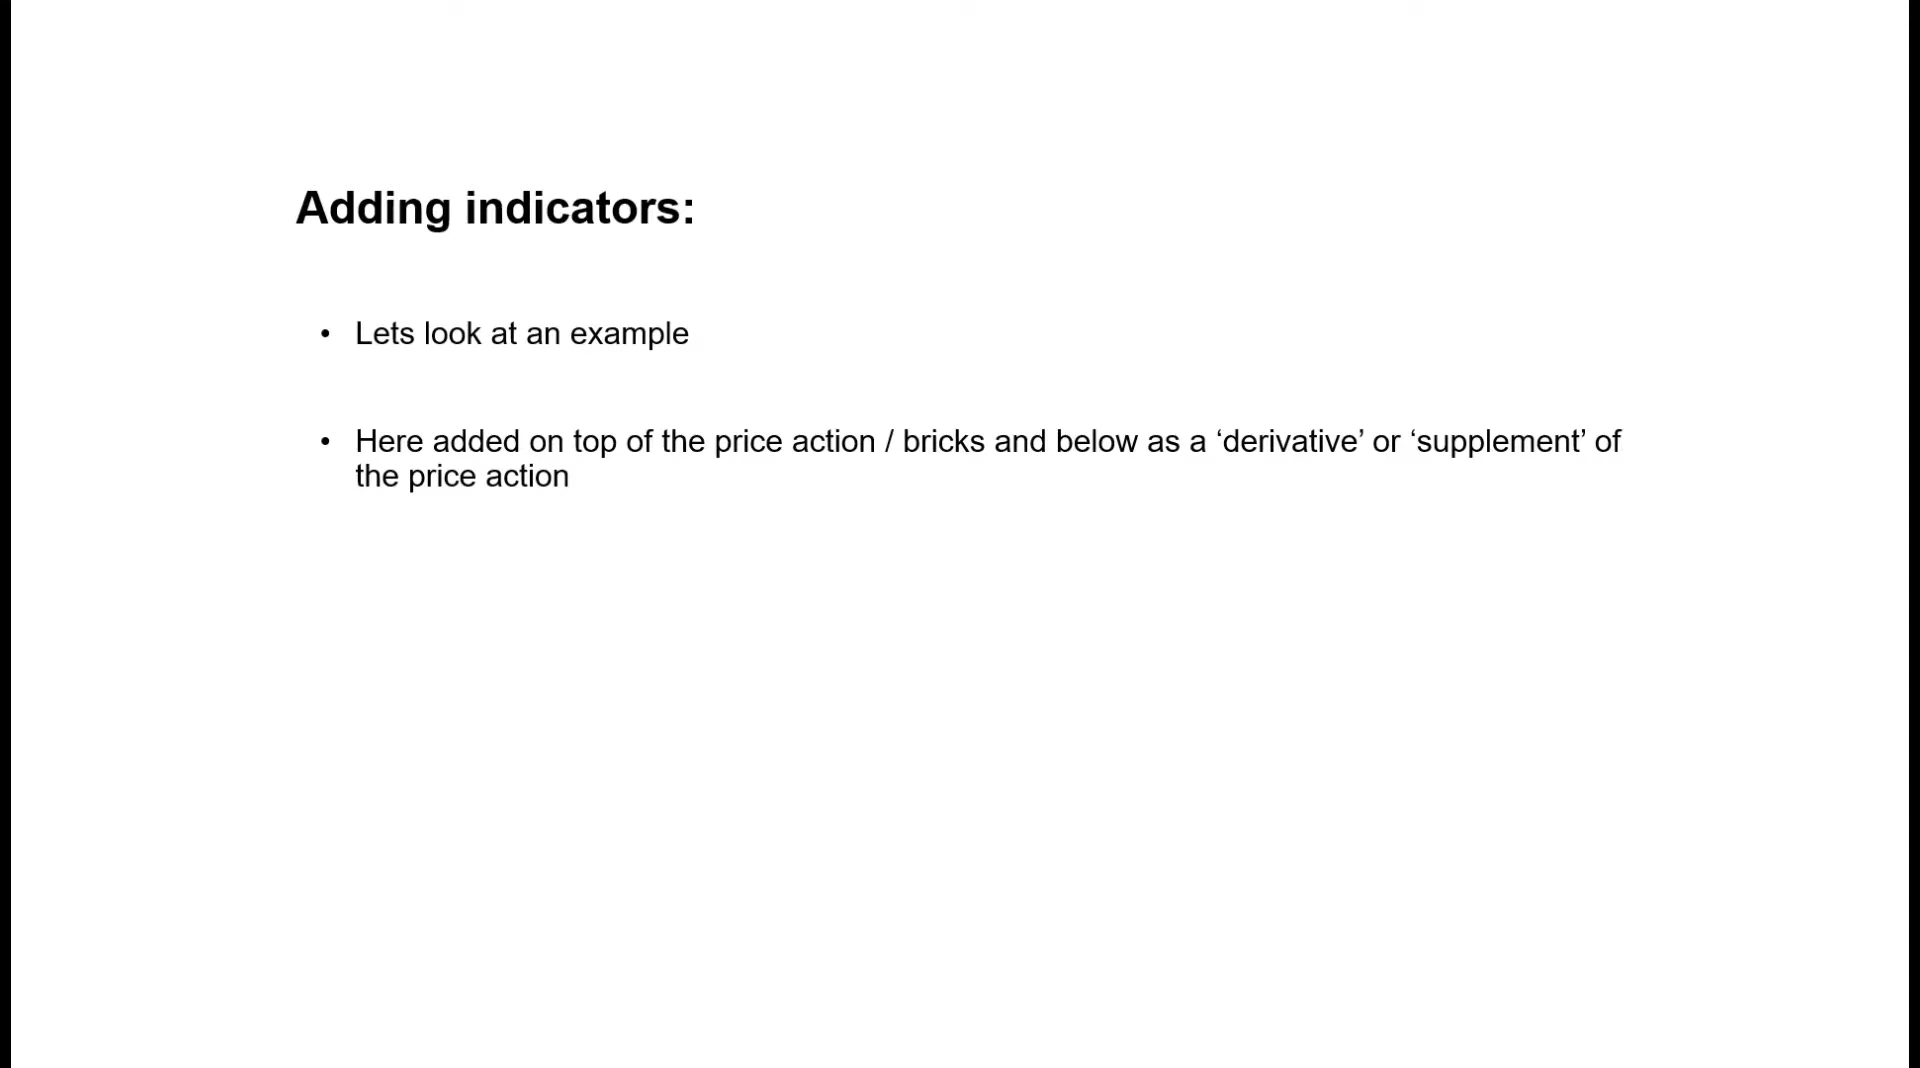 Adding indicators:
• Lets look at an example
• Here added on top of the price action / bricks and below as a ‘derivative’ or ‘supplement’ of
the price action